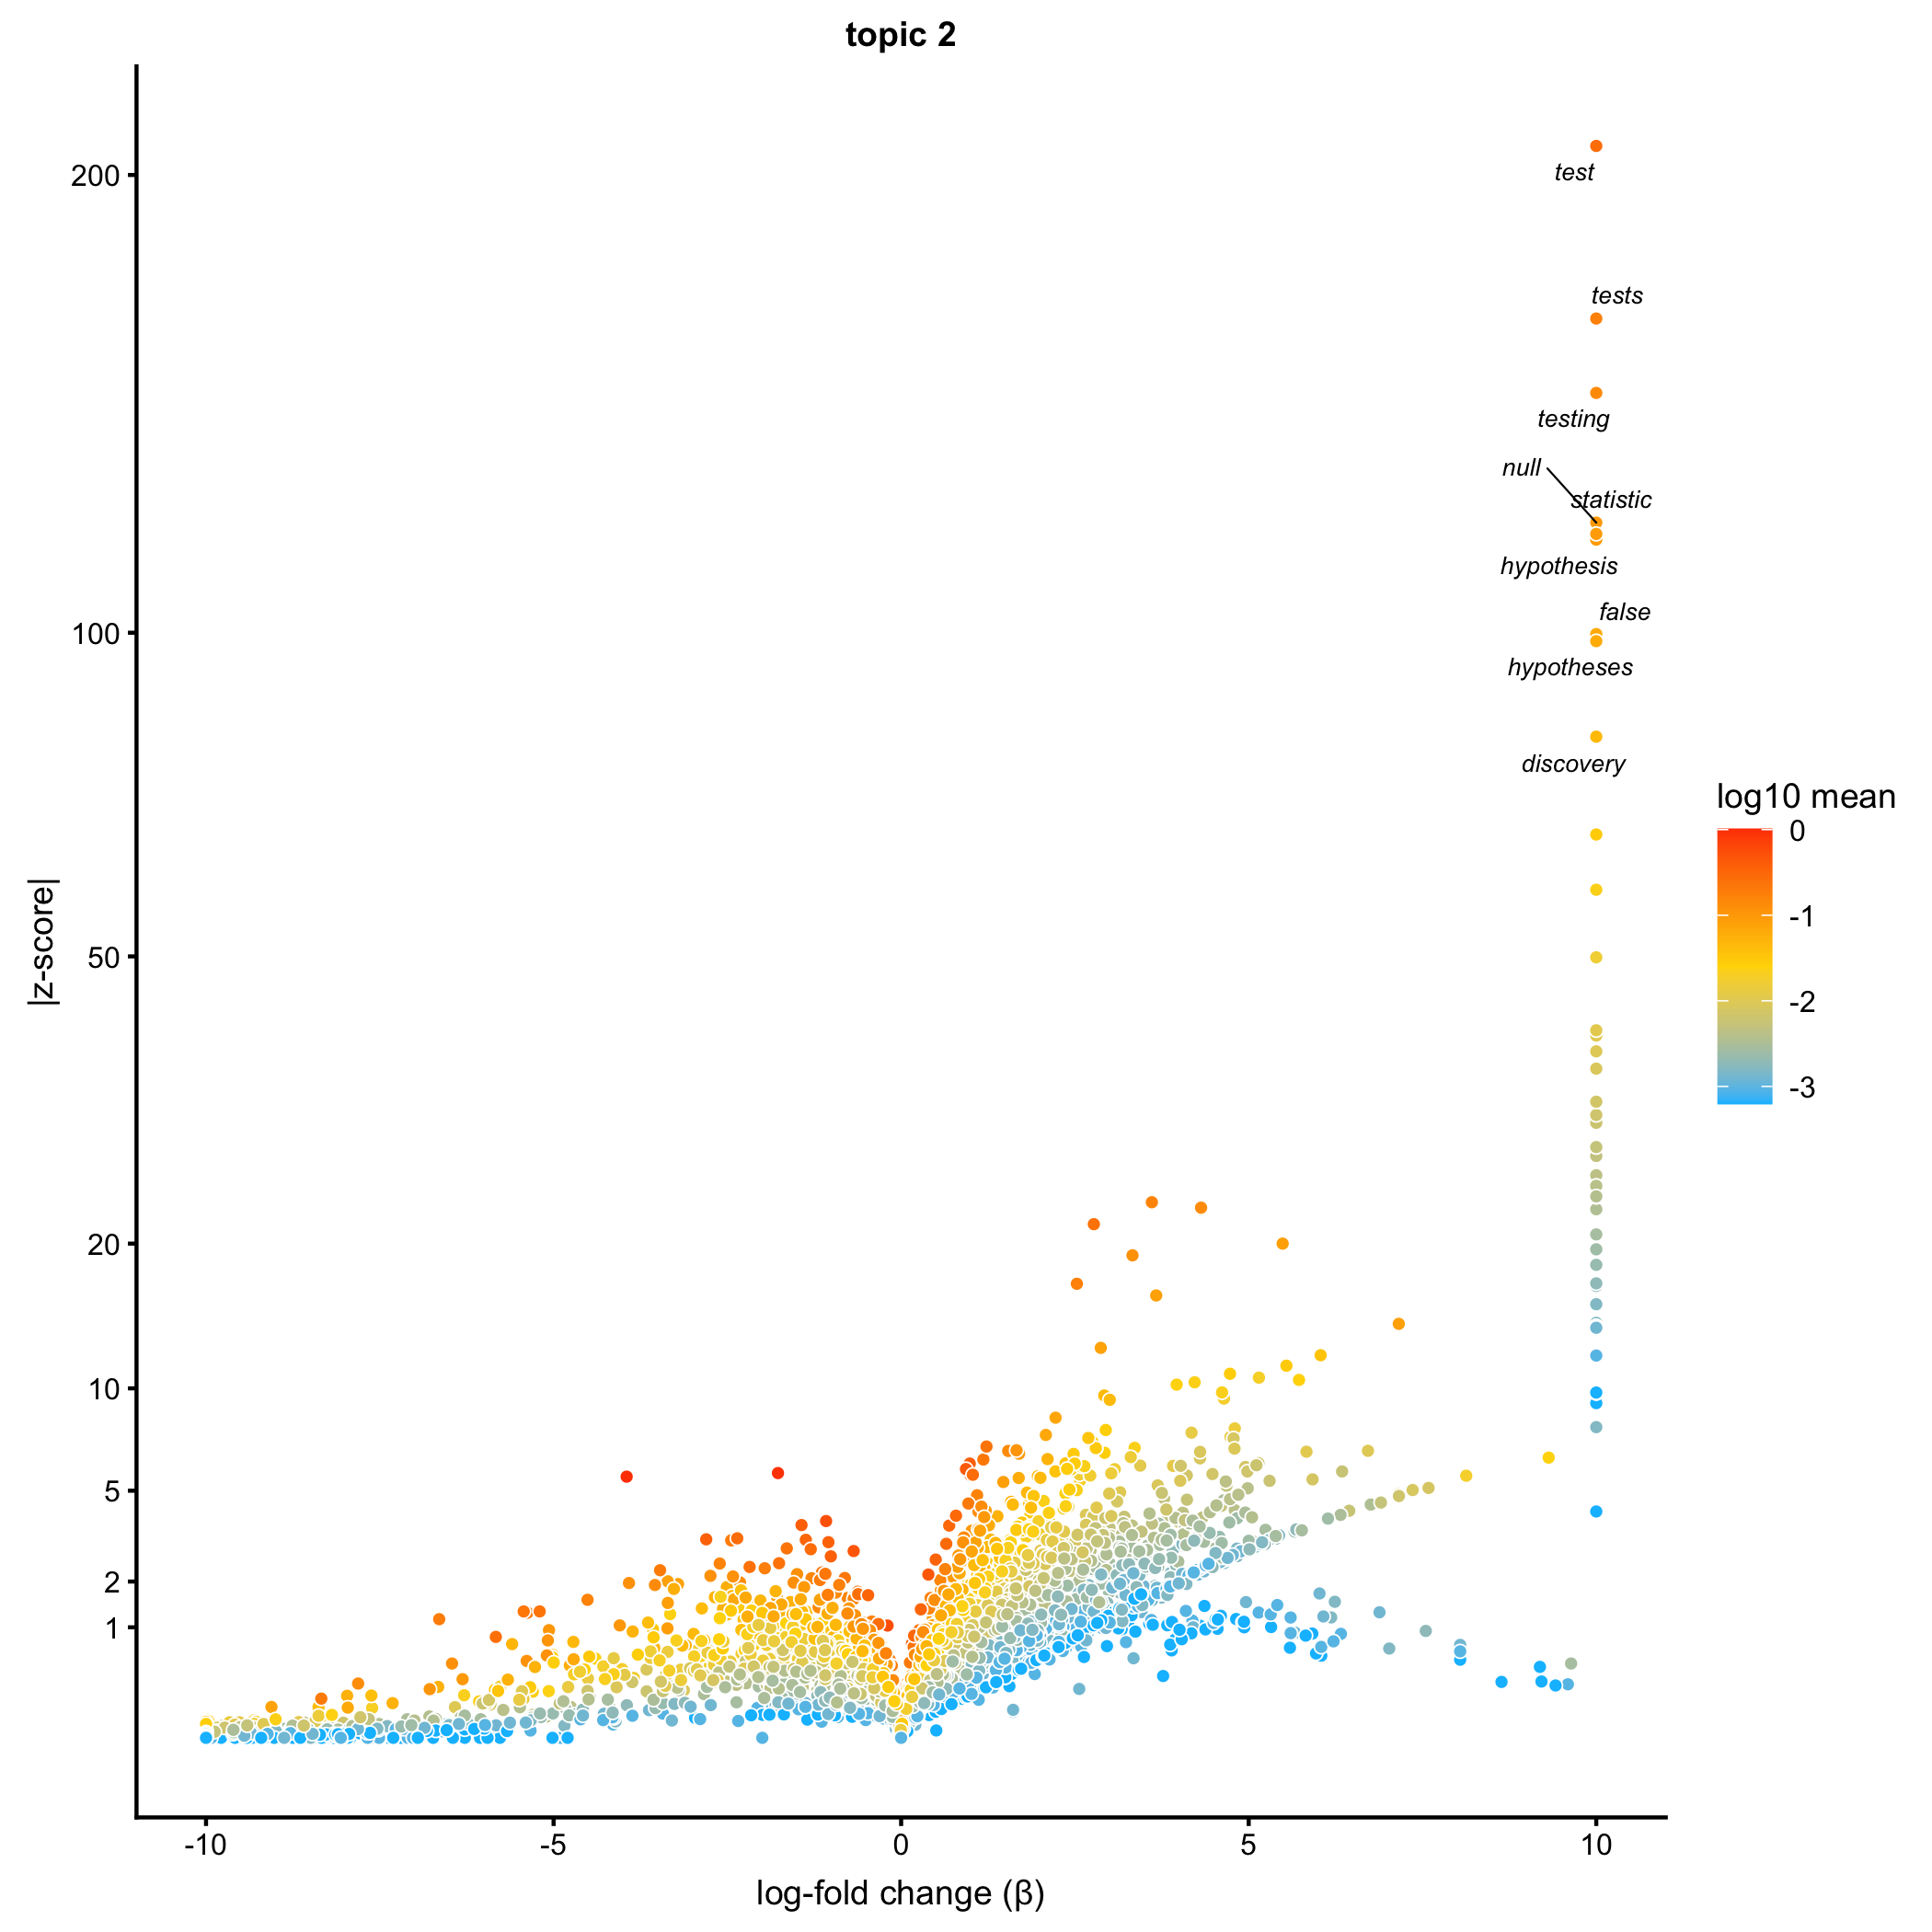 topic 2
200
test
tests
testing
null
statistic
hypothesis
false
100
hypotheses
discovery
log10 mean
0
-1
-2
-3
|z-score|
50
20
10
5
2
1
-10
-5
0
5
10
log-fold change (β)